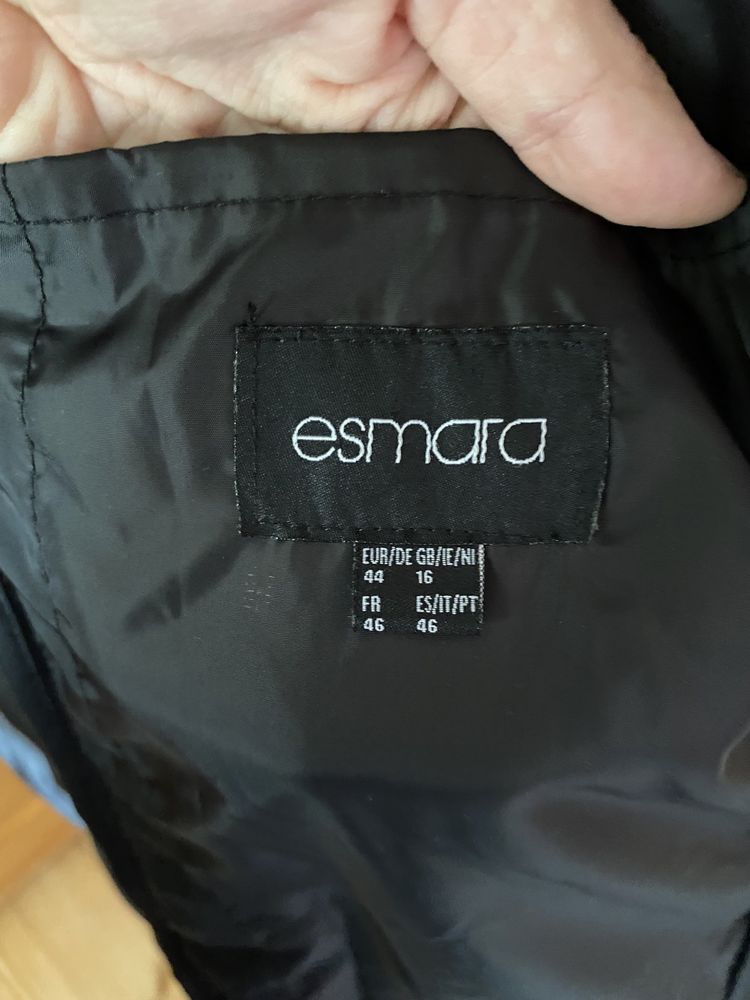 esmara
EUR/DE GB/IE/NI
44 16
FR ES/IT/PT
46 46